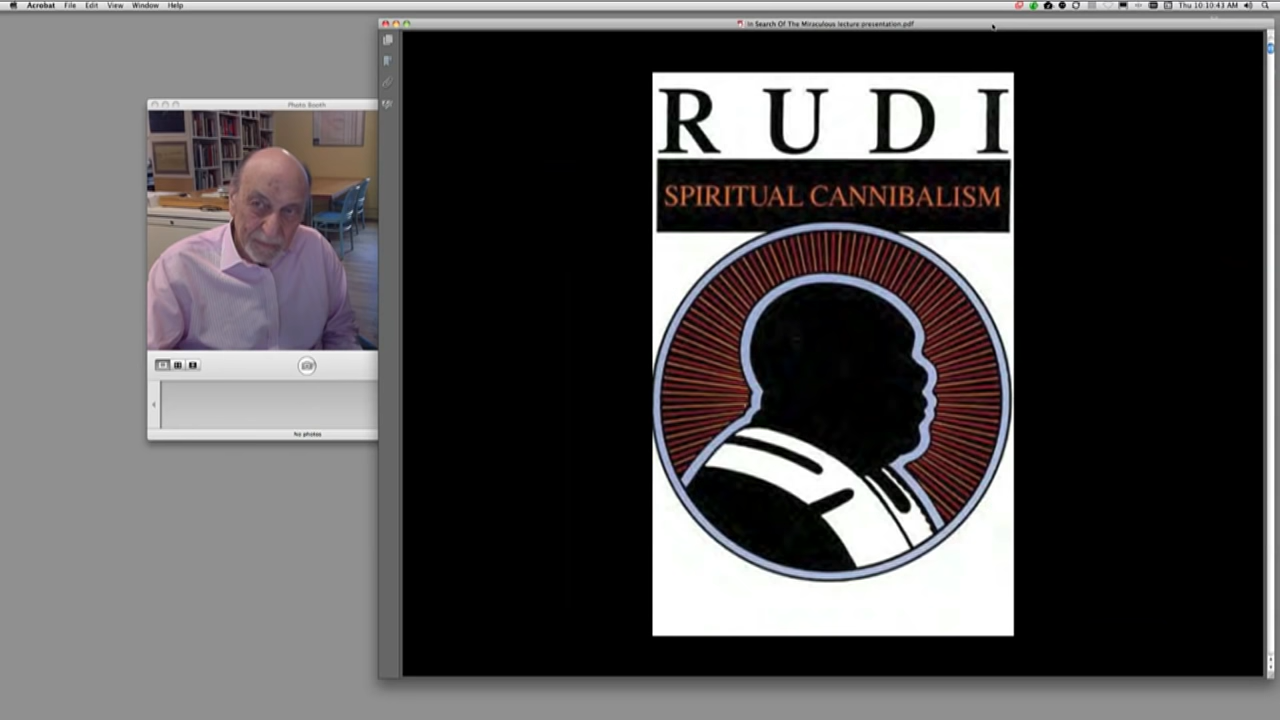 Acrobat File Edit View Window Help
Thu 10:10:43 AM
In Search Of The Miraculous lecture presentation.pdf
Photo Booth
RUDI
SPIRITUAL CANNIBALISM
No photos